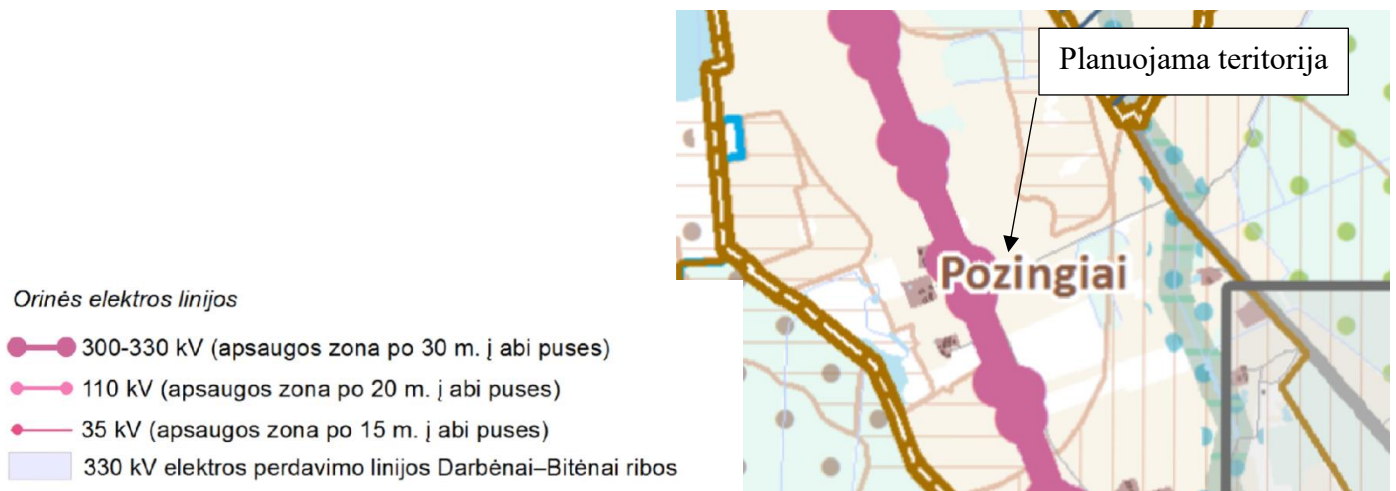 Planuojama teritorija
Pozingiai
Orinės elektros linijos
300-330 kV (apsaugos zona po 30 m. į abi puses)
110 kV (apsaugos zona po 20 m. į abi puses)
35 kV (apsaugos zona po 15 m. į abi puses)
330 kV elektros perdavimo linijos Darbėnai–Bitėnai ribos